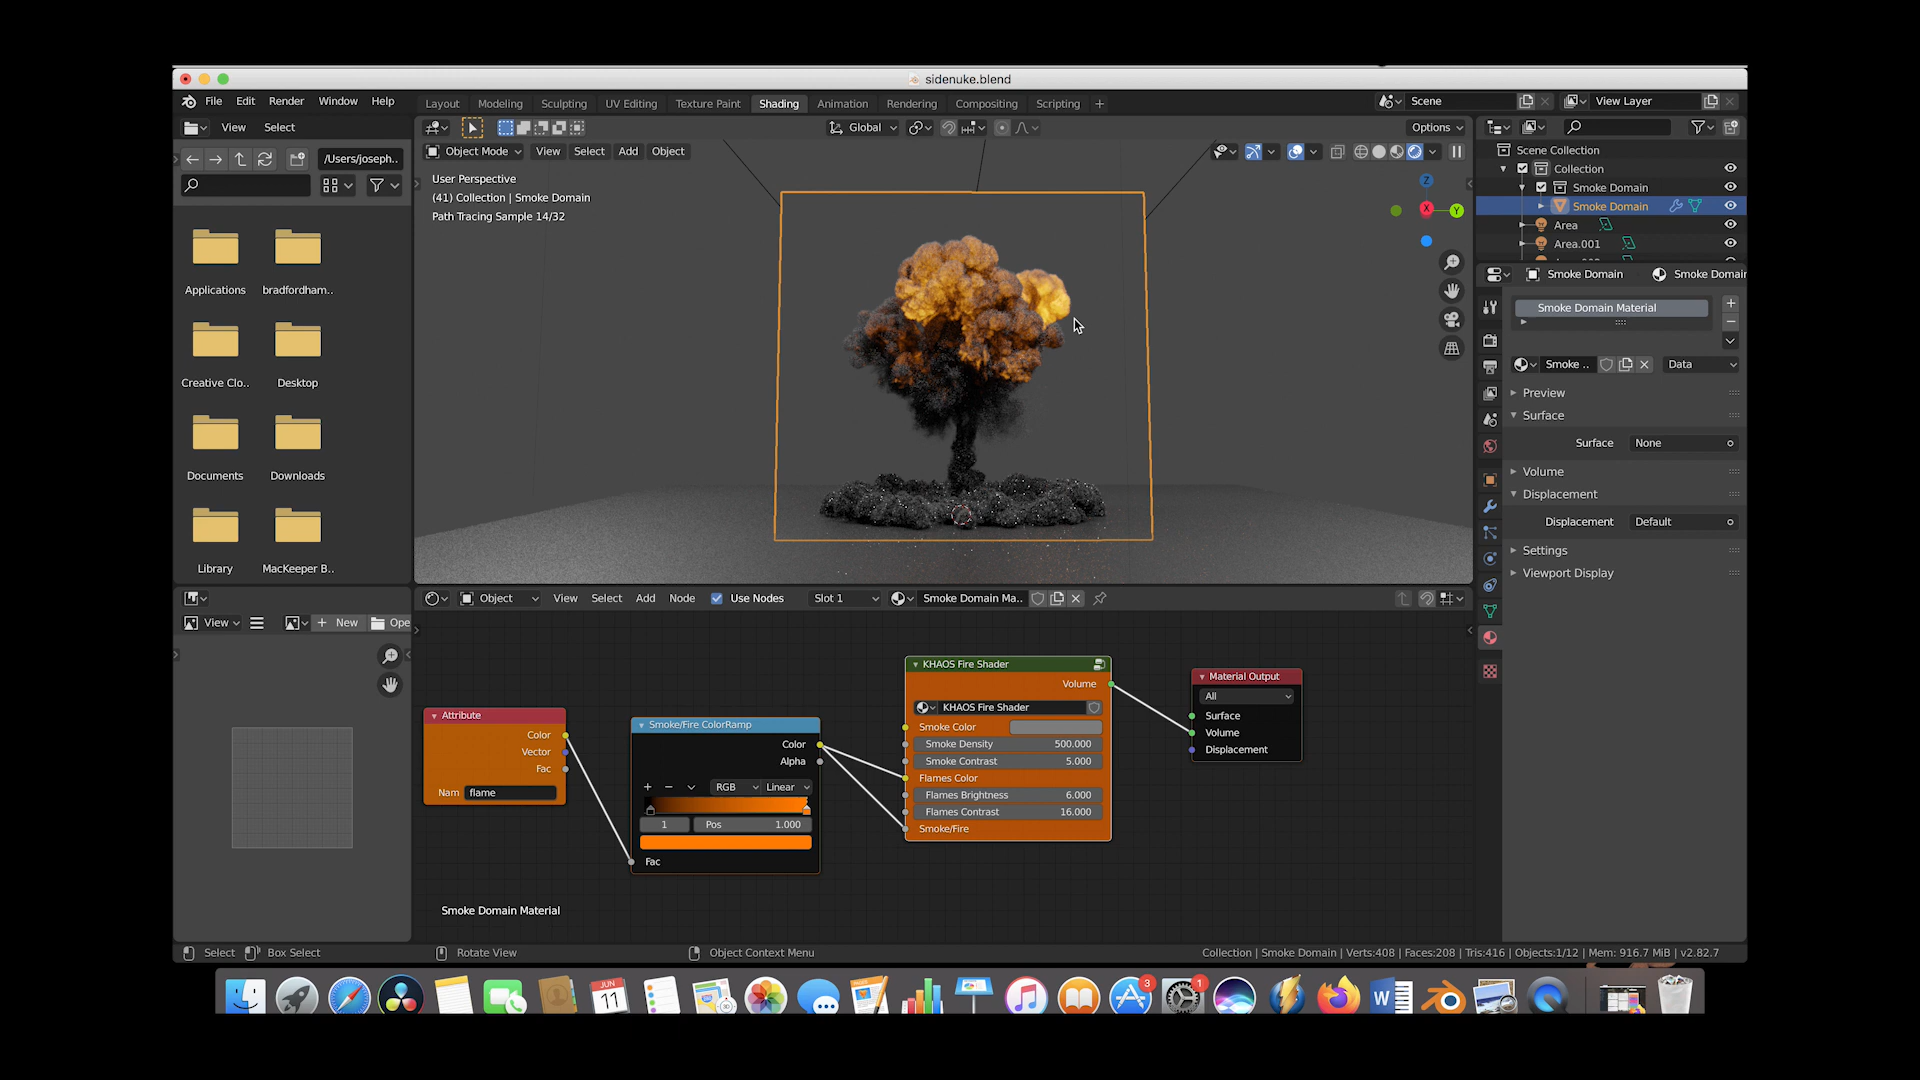 sidenuke.blend
File Edit Render Window Help
Layout Modeling Sculpting UV Editing Texture Paint Shading Animation Rendering Compositing Scripting +
Scene
View Layer
View Select
Global
Options
/Users/joseph..
Object Mode View Select Add Object
User Perspective
(41) Collection | Smoke Domain
Path Tracing Sample 14/32
Z
X
Y
Applications
bradfordham..
Creative Clo..
Desktop
Documents
Downloads
Library
MacKeeper B..
Scene Collection
Collection
Smoke Domain
Smoke Domain
Area
Area.001
Smoke Domain
Smoke Domain
Smoke Domain Material
Smoke ..
Data
Preview
Surface
Surface None
Volume
Displacement
Displacement Default
Settings
Viewport Display
Object View Select Add Node Use Nodes Slot 1 Smoke Domain Ma..
View
+ New
Ope
Attribute
Color
Vector
Fac
Nam flame
Smoke/Fire ColorRamp
Color
Alpha
+ −
RGB Linear
1 Pos 1.000
Fac
KHAOS Fire Shader
Volume
KHAOS Fire Shader
Smoke Color
Smoke Density 500.000
Smoke Contrast 5.000
Flames Color
Flames Brightness 6.000
Flames Contrast 16.000
Smoke/Fire
Material Output
All
Surface
Volume
Displacement
Smoke Domain Material
Select Box Select Rotate View Object Context Menu
Collection | Smoke Domain | Verts:408 | Faces:208 | Tris:416 | Objects:1/12 | Mem: 916.7 MiB | v2.82.7
JUN
11
3
1
W